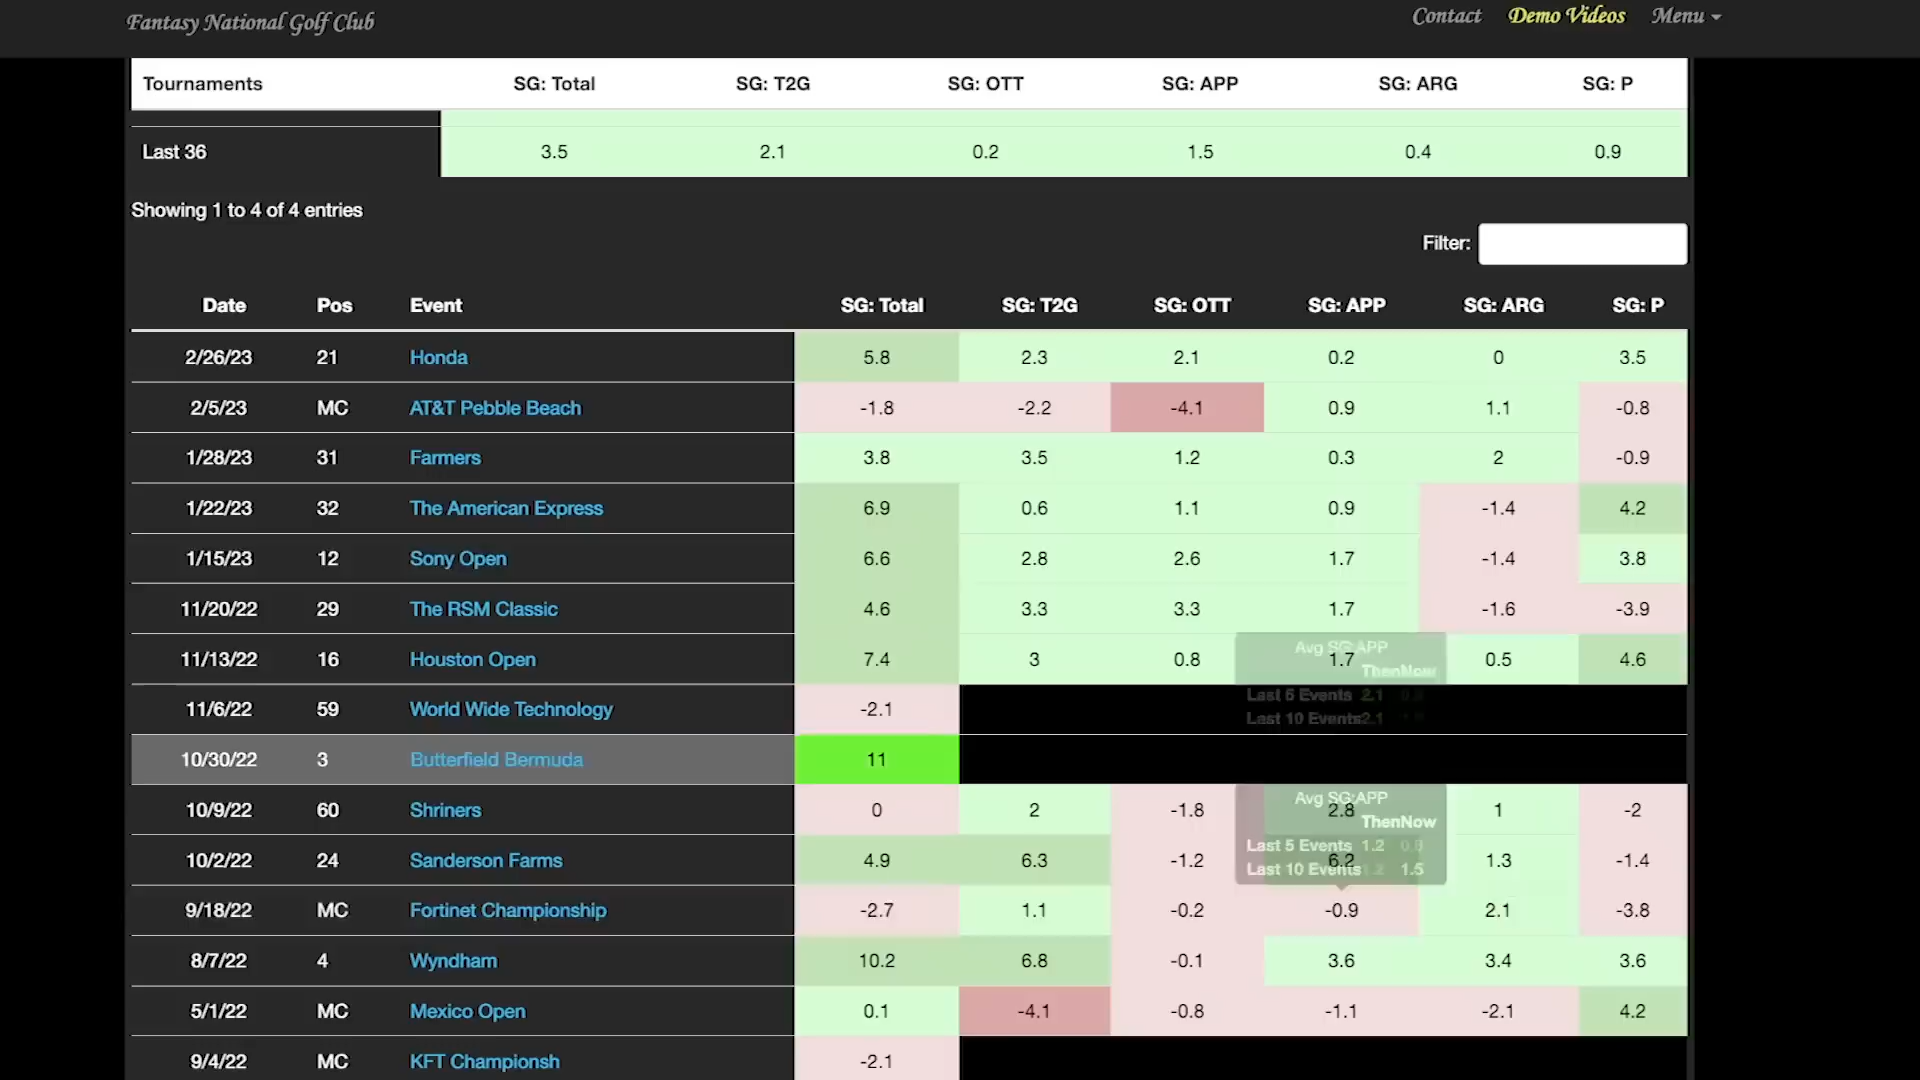 Fantasy National Golf Club Contact Demo Videos Menu
Tournaments SG: Total SG: T2G SG: OTT SG: APP SG: ARG SG: P
Last 36 3.5 2.1 0.2 1.5 0.4 0.9
Showing 1 to 4 of 4 entries
Filter:
Date Pos Event SG: Total SG: T2G SG: OTT SG: APP SG: ARG SG: P
2/26/23 21 Honda 5.8 2.3 2.1 0.2 0 3.5
2/5/23 MC AT&T Pebble Beach -1.8 -2.2 -4.1 0.9 1.1 -0.8
1/28/23 31 Farmers 3.8 3.5 1.2 0.3 2 -0.9
1/22/23 32 The American Express 6.9 0.6 1.1 0.9 -1.4 4.2
1/15/23 12 Sony Open 6.6 2.8 2.6 1.7 -1.4 3.8
11/20/22 29 The RSM Classic 4.6 3.3 3.3 1.7 -1.6 -3.9
Avg SG:APP
11/13/22 16 Houston Open 7.4 3 0.8 1.7 0.5 4.6
ThenNow
Last 6 Events 2.1
11/6/22 59 World Wide Technology -2.1
Last 10 Events 2.1
10/30/22 3 Butterfield Bermuda 11
Avg SG:APP
10/9/22 60 Shriners 0 2 -1.8 2.8 1 -2
ThenNow
Last 5 Events 1.2
10/2/22 24 Sanderson Farms 4.9 6.3 -1.2 6.2 1.3 -1.4
Last 10 Events 1.2 1.5
9/18/22 MC Fortinet Championship -2.7 1.1 -0.2 -0.9 2.1 -3.8
8/7/22 4 Wyndham 10.2 6.8 -0.1 3.6 3.4 3.6
5/1/22 MC Mexico Open 0.1 -4.1 -0.8 -1.1 -2.1 4.2
9/4/22 MC KFT Championsh -2.1